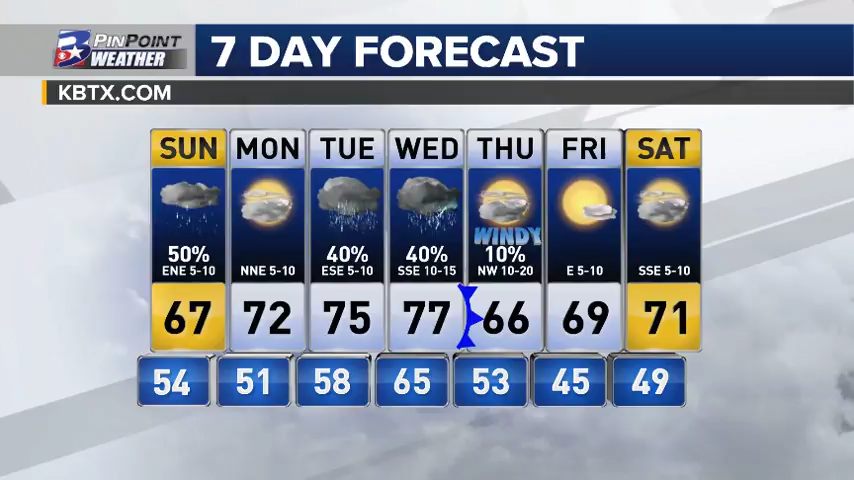 PINPOINT
WEATHER
7 DAY FORECAST
KBTX.COM
SUN MON TUE WED THU FRI SAT
WINDY
50% 40% 40% 10%
ENE 5-10 NNE 5-10 ESE 5-10 SSE 10-15 NW 10-20 E 5-10 SSE 5-10
67 72 75 77 66 69 71
54 51 58 65 53 45 49